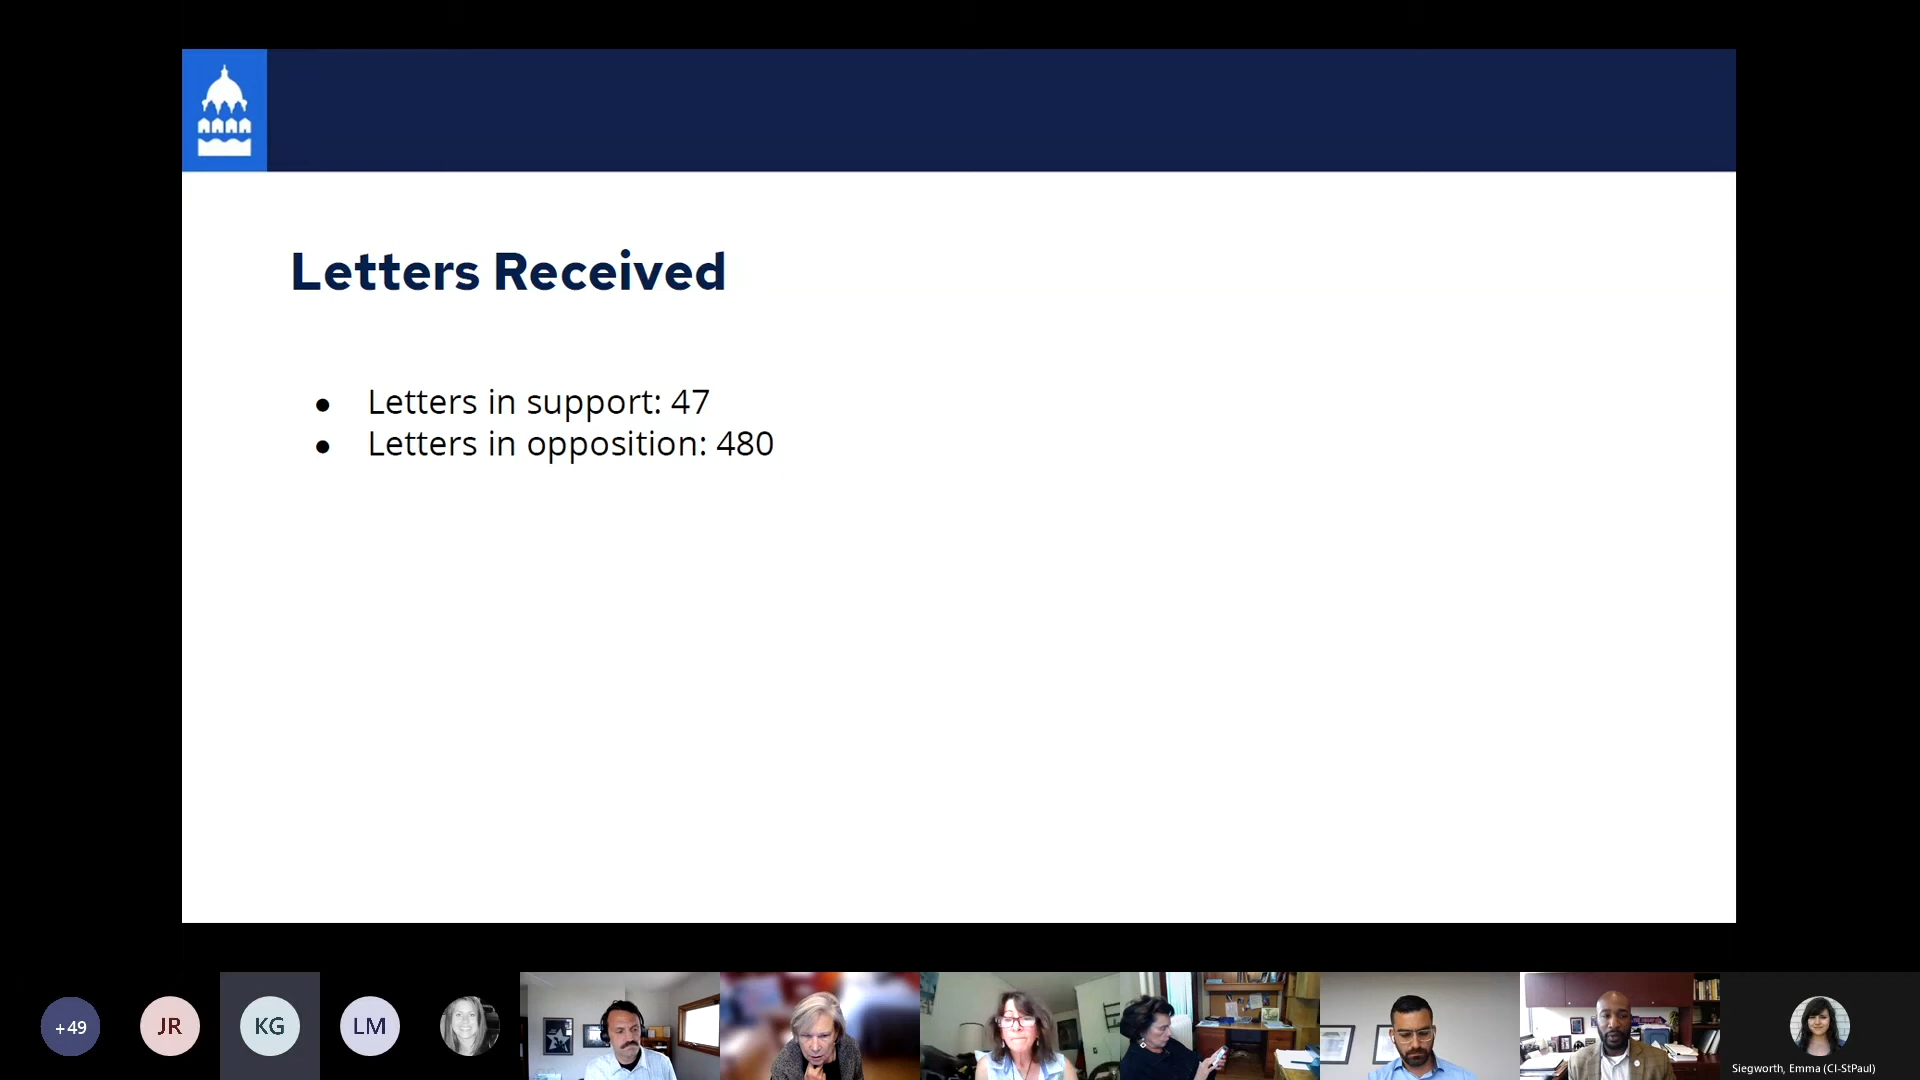 Letters Received
● Letters in support: 47
● Letters in opposition: 480
+49
JR
KG
LM
Siegworth, Emma (CI-StPaul)